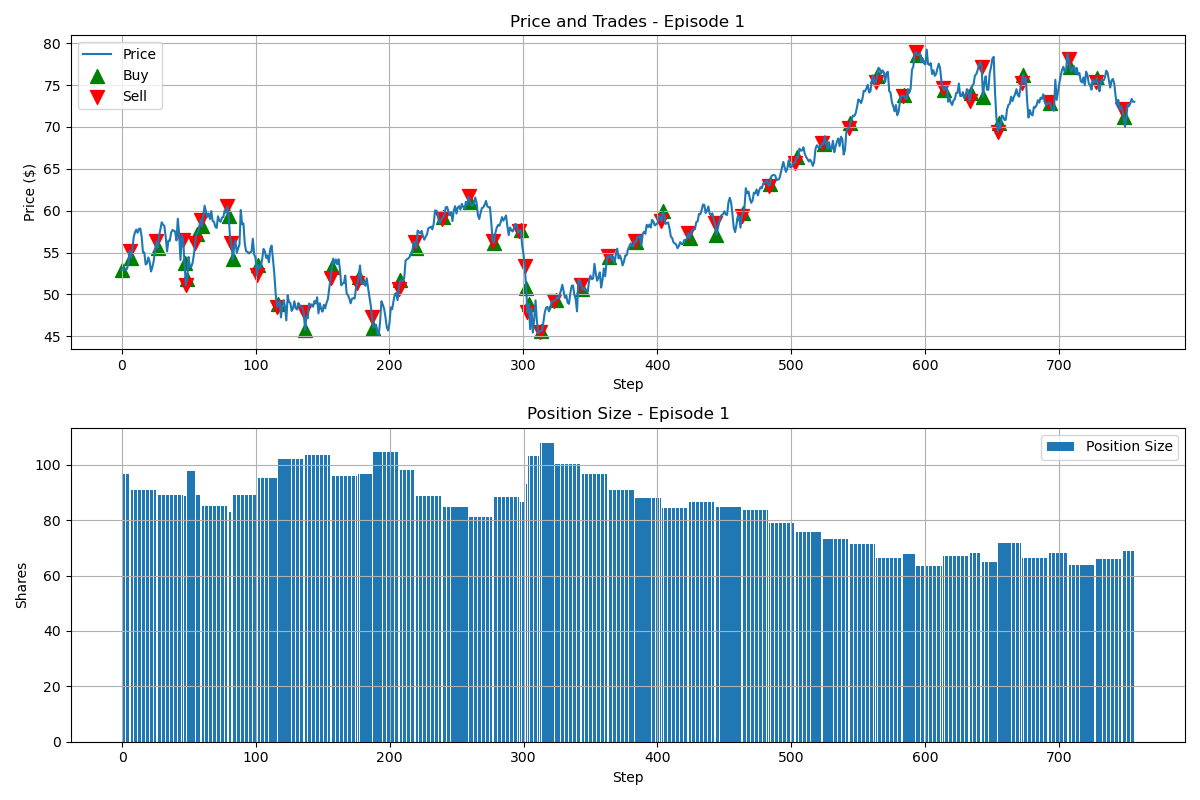 Price and Trades - Episode 1
80
75
70
65
60
55
50
45
Price ($)
Price
Buy
Sell
0 100 200 300 400 500 600 700
Step
Position Size - Episode 1
100
80
60
40
20
0
Shares
Position Size
0 100 200 300 400 500 600 700
Step